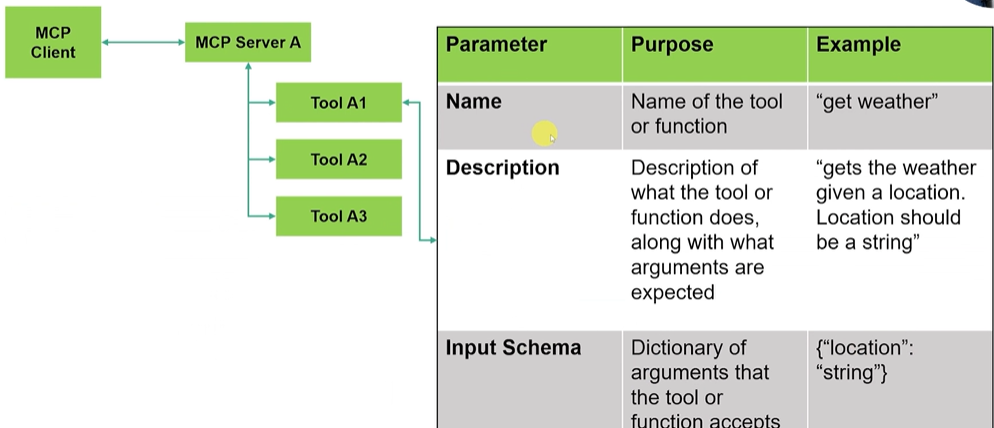 MCP
Client
MCP Server A
Tool A1
Tool A2
Tool A3
Parameter
Purpose
Example
Name
Name of the tool
or function
“get weather”
Description
Description of
what the tool or
function does,
along with what
arguments are
expected
“gets the weather
given a location.
Location should
be a string”
Input Schema
Dictionary of
arguments that
the tool or
function accepts
{“location”:
“string”}